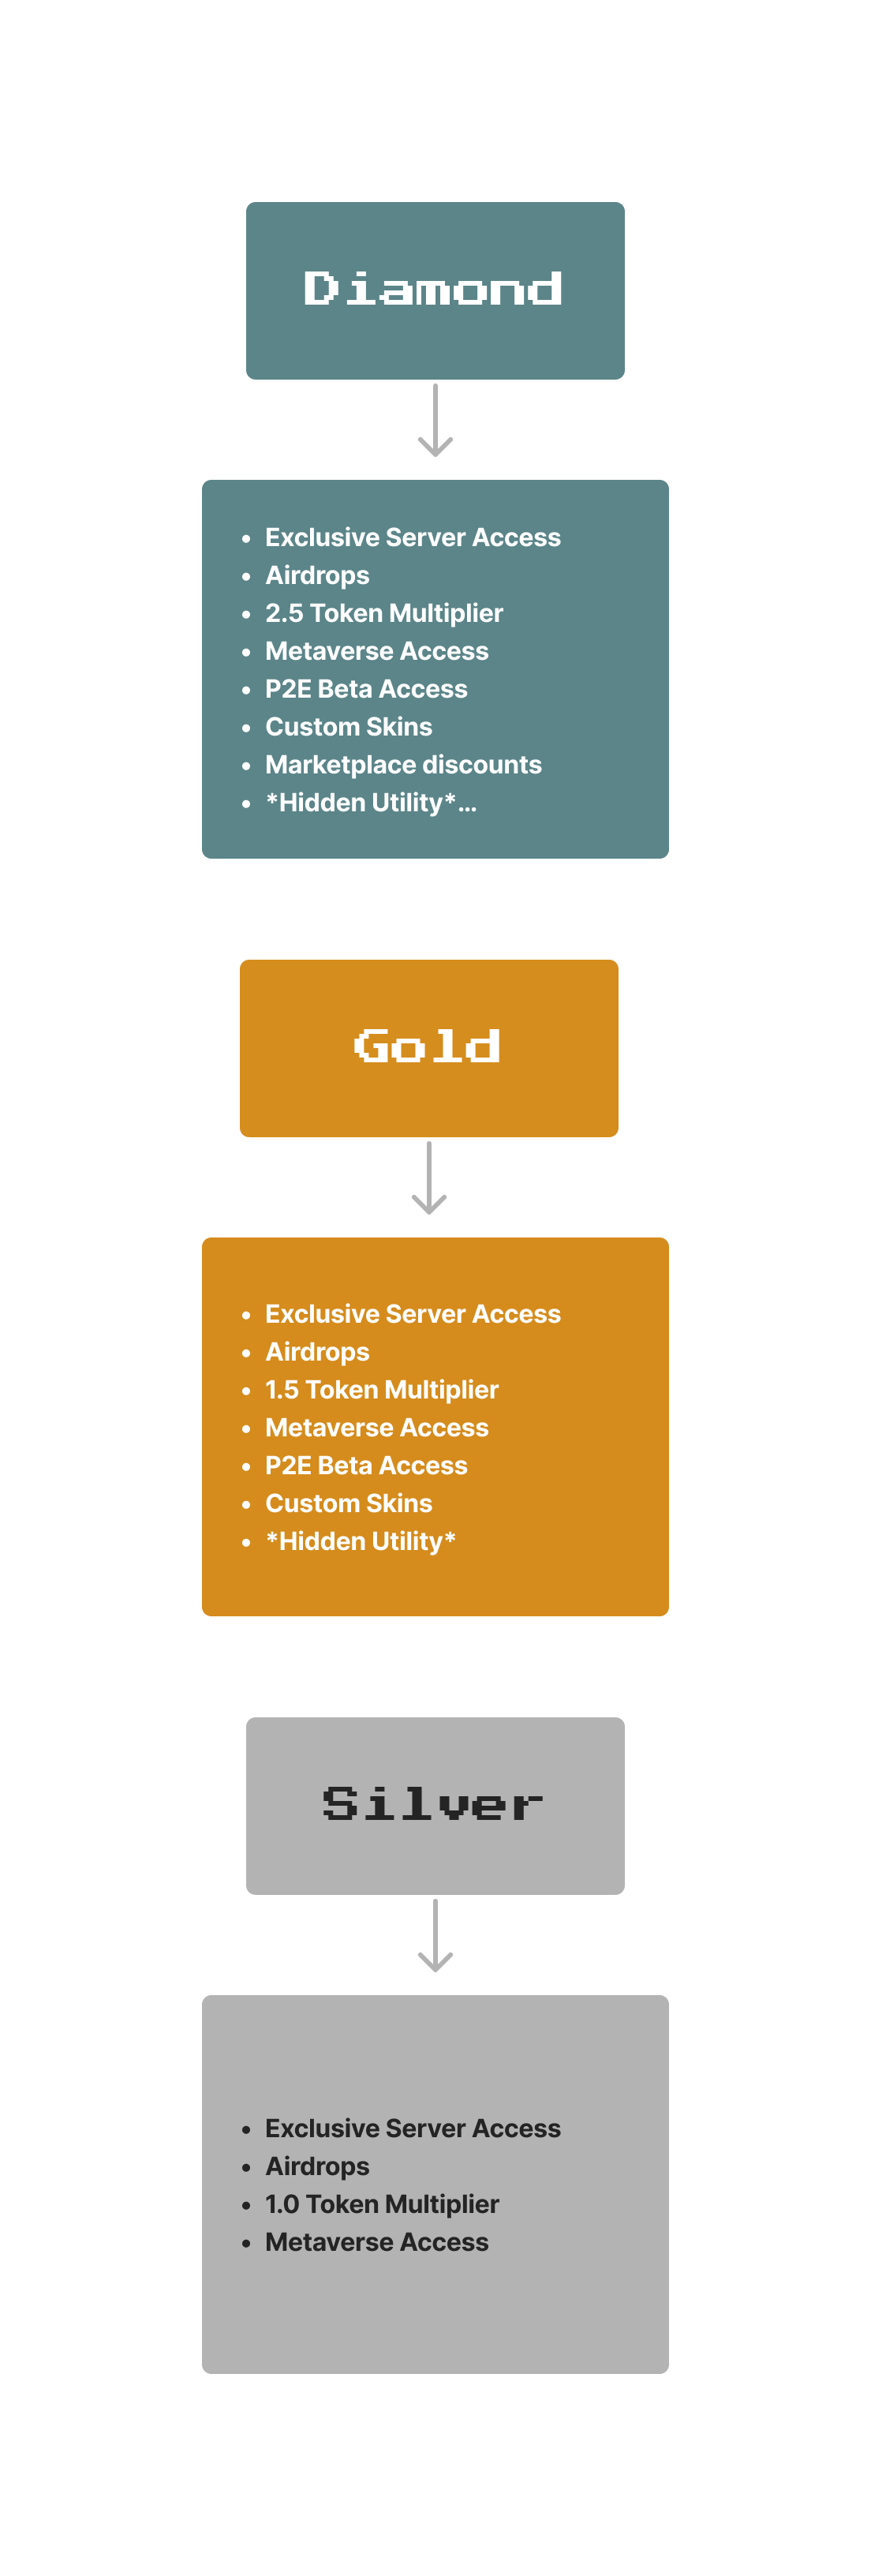 Diamond
• Exclusive Server Access
• Airdrops
• 2.5 Token Multiplier
• Metaverse Access
• P2E Beta Access
• Custom Skins
• Marketplace discounts
• *Hidden Utility*...
Gold
• Exclusive Server Access
• Airdrops
• 1.5 Token Multiplier
• Metaverse Access
• P2E Beta Access
• Custom Skins
• *Hidden Utility*
Silver
• Exclusive Server Access
• Airdrops
• 1.0 Token Multiplier
• Metaverse Access